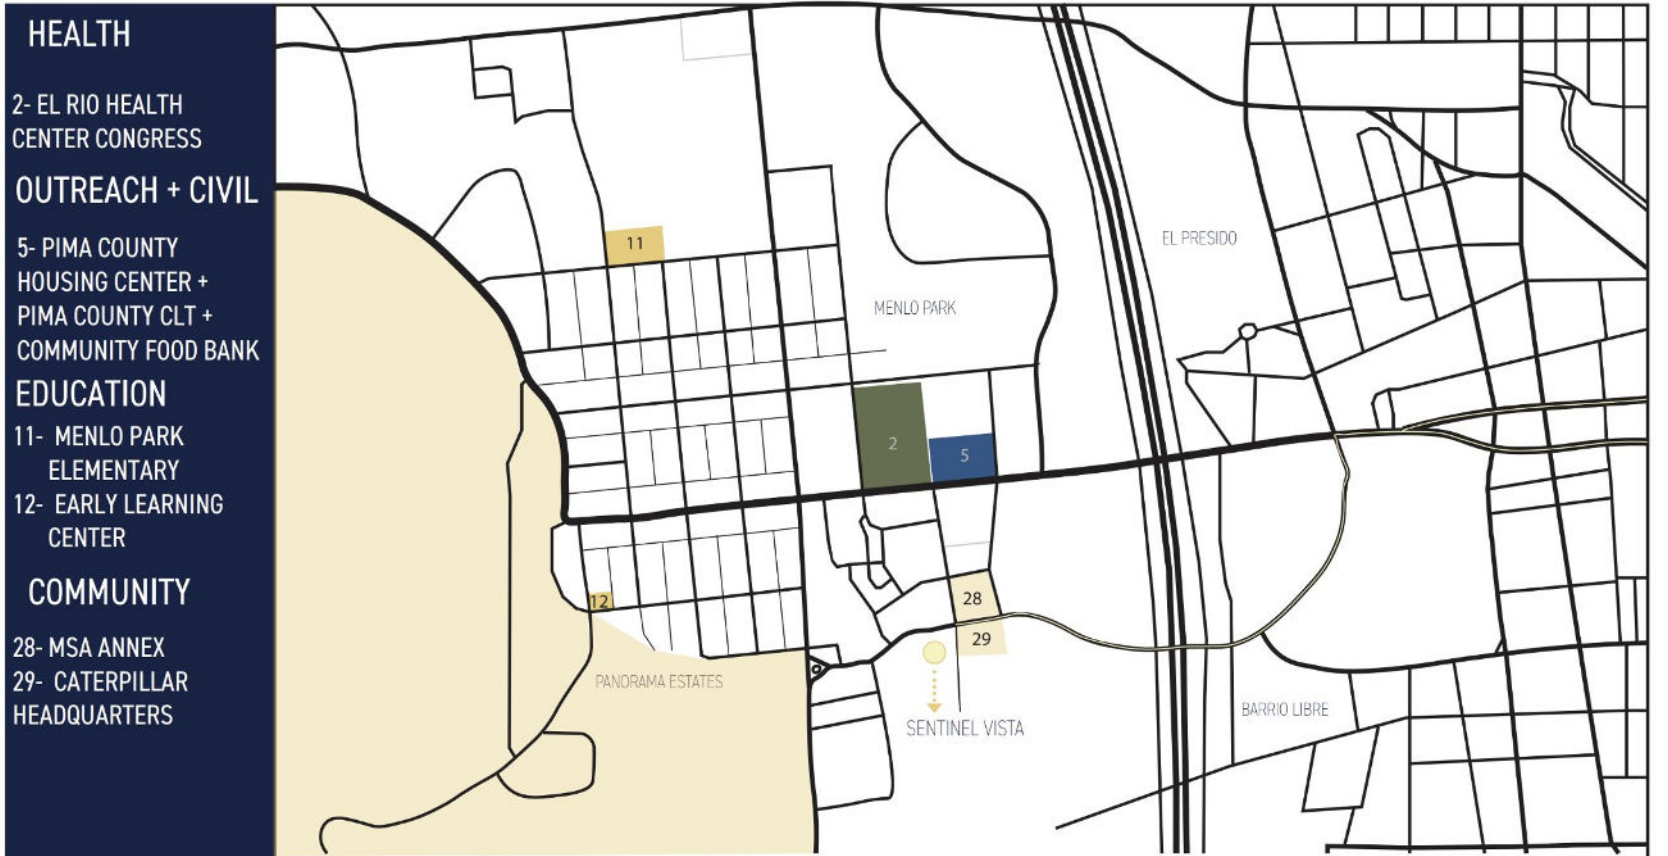 HEALTH
2- EL RIO HEALTH
CENTER CONGRESS
OUTREACH + CIVIL
5- PIMA COUNTY
HOUSING CENTER +
PIMA COUNTY CLT +
COMMUNITY FOOD BANK
EDUCATION
11- MENLO PARK
ELEMENTARY
12- EARLY LEARNING
CENTER
COMMUNITY
28- MSA ANNEX
29- CATERPILLAR
HEADQUARTERS
11
EL PRESIDO
MENLO PARK
2
5
12
28
29
PANORAMA ESTATES
SENTINEL VISTA
BARRIO LIBRE